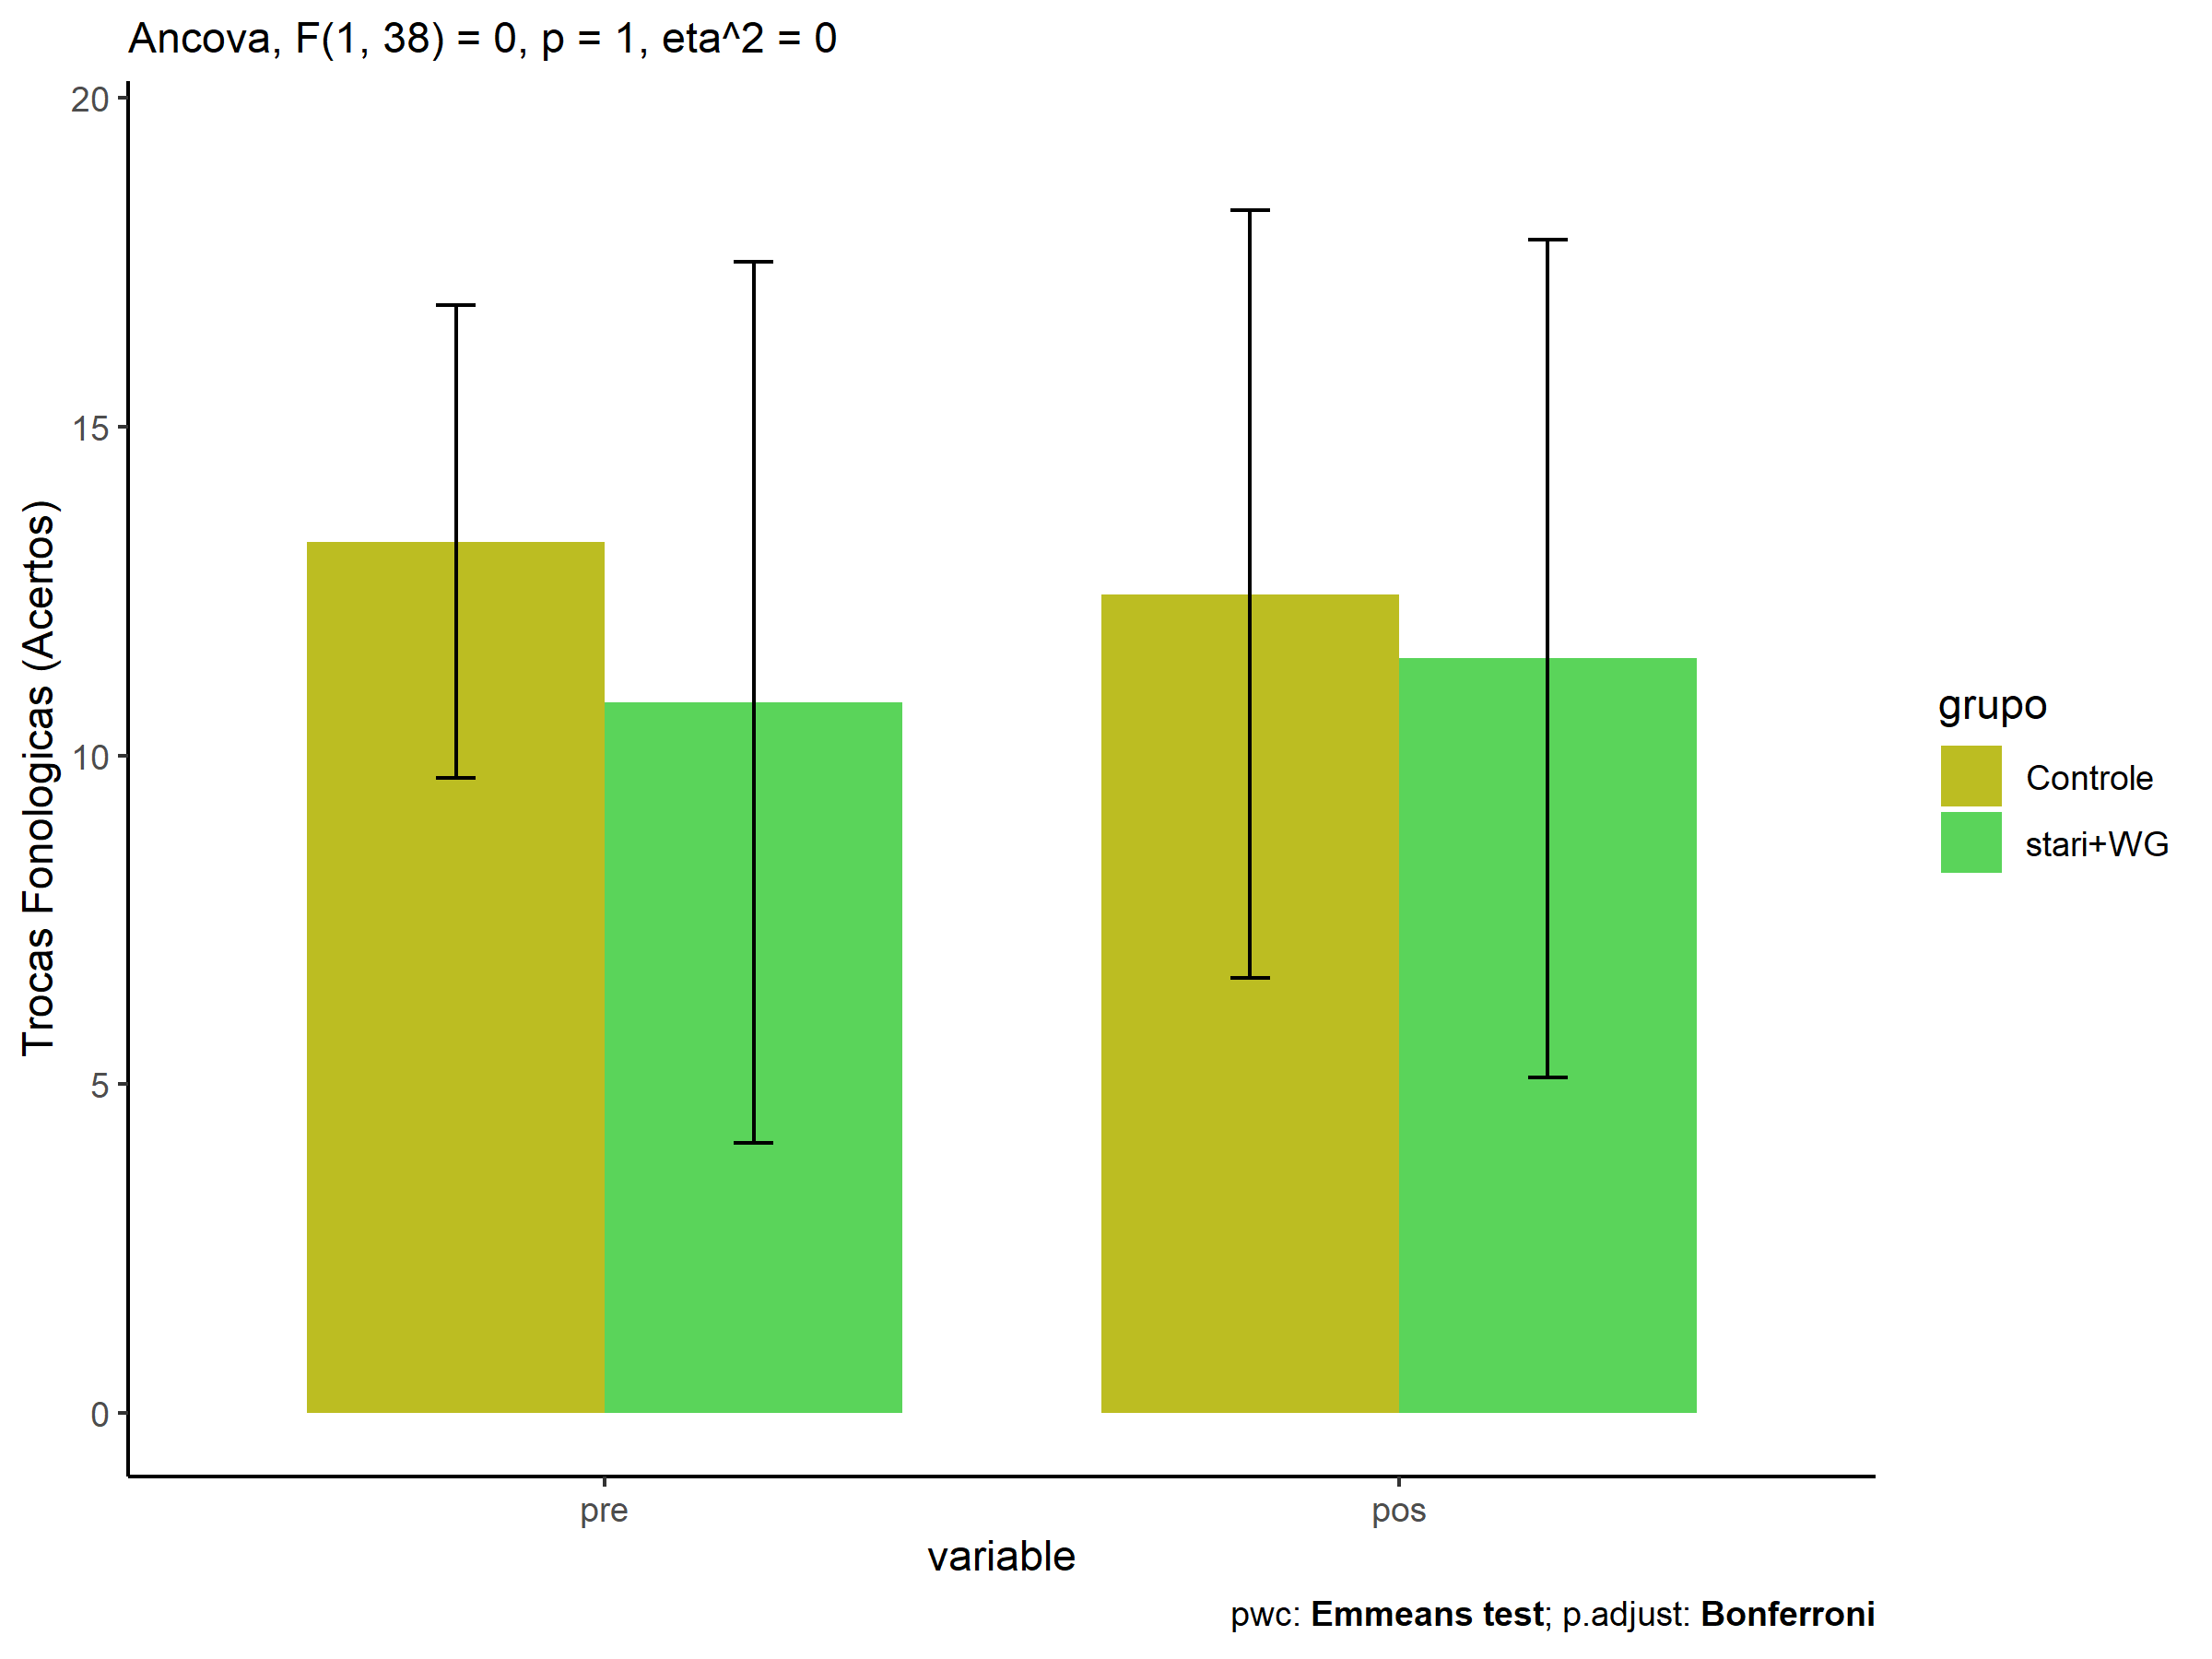 Ancova, F(1, 38) = 0, p = 1, eta^2 = 0
20
15
10
5
0
Trocas Fonologicas (Acertos)
pre
pos
variable
grupo
Controle
stari+WG
pwc: Emmeans test; p.adjust: Bonferroni